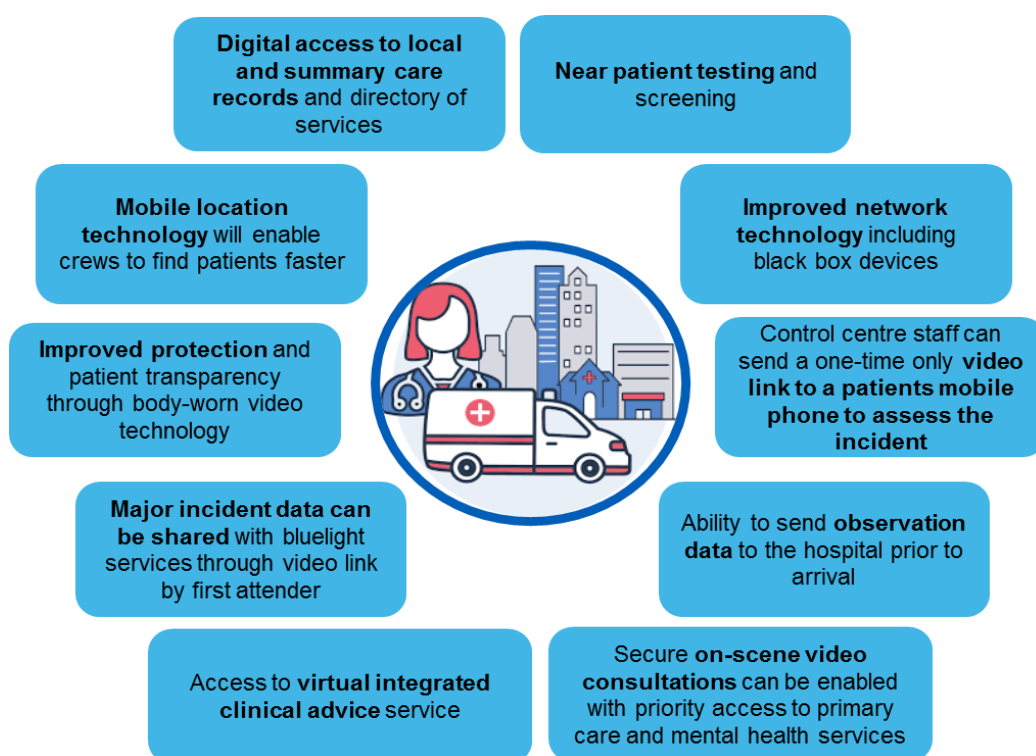 Digital access to local
and summary care
records and directory of
services
Near patient testing and
screening
Mobile location
technology will enable
crews to find patients faster
Improved network
technology including
black box devices
Improved protection and
patient transparency
through body-worn video
technology
Control centre staff can
send a one-time only video
link to a patients mobile
phone to assess the
incident
Major incident data can
be shared with bluelight
services through video link
by first attender
Ability to send observation
data to the hospital prior to
arrival
Access to virtual integrated
clinical advice service
Secure on-scene video
consultations can be enabled
with priority access to primary
care and mental health services